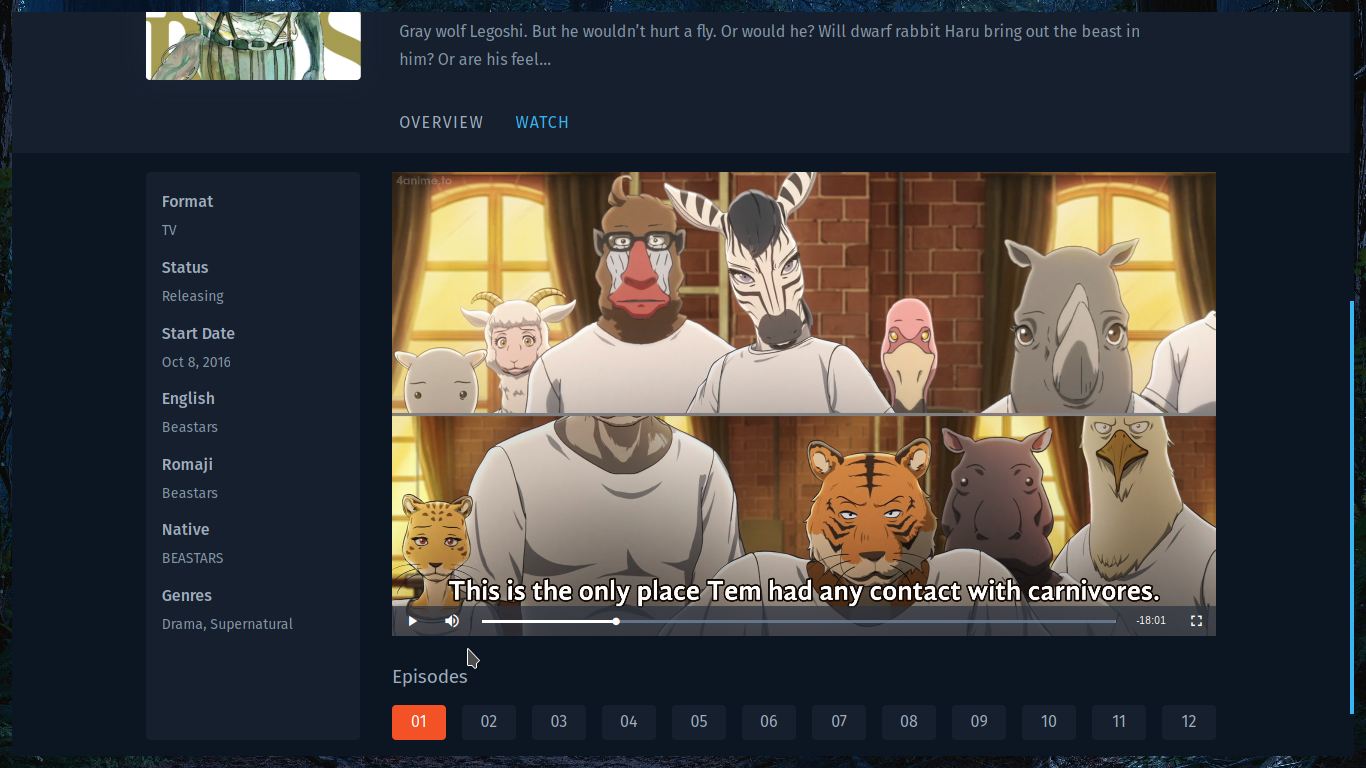 Gray wolf Legoshi. But he wouldn’t hurt a fly. Or would he? Will dwarf rabbit Haru bring out the beast in
him? Or are his feel...
OVERVIEW WATCH
Format
TV
Status
Releasing
Start Date
Oct 8, 2016
English
Beastars
Romaji
Beastars
Native
BEASTARS
Genres
Drama, Supernatural
4anime.to
This is the only place Tem had any contact with carnivores.
-18:01
Episodes
01 02 03 04 05 06 07 08 09 10 11 12